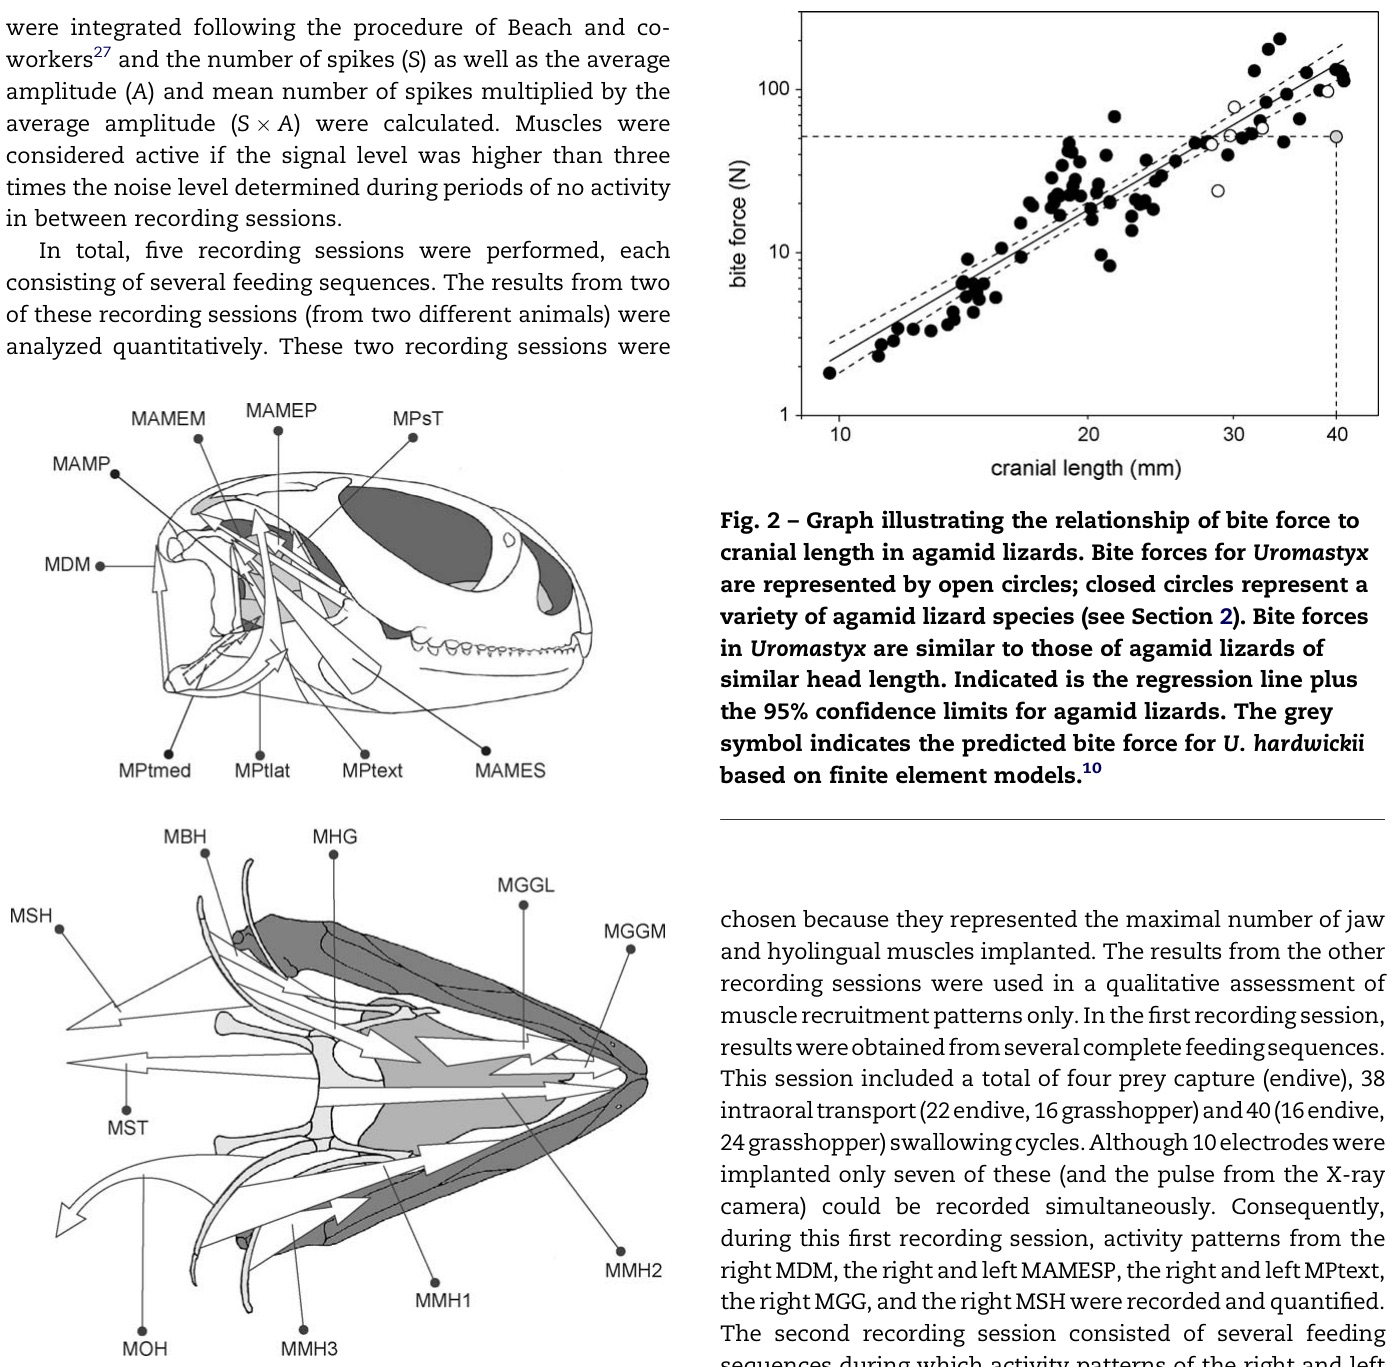 were integrated following the procedure of Beach and co-
workers27 and the number of spikes (S) as well as the average
amplitude (A) and mean number of spikes multiplied by the
average amplitude (S × A) were calculated. Muscles were
considered active if the signal level was higher than three
times the noise level determined during periods of no activity
in between recording sessions.
In total, five recording sessions were performed, each
consisting of several feeding sequences. The results from two
of these recording sessions (from two different animals) were
analyzed quantitatively. These two recording sessions were
MAMEM
MAMEP
MPsT
MAMP
MDM
MPtmed
MPtlat
MPtext
MAMES
MBH
MHG
MGGL
MSH
MGGM
MST
MMH2
MMH1
MOH
MMH3
100
10
1
bite force (N)
10
20
30
40
cranial length (mm)
Fig. 2 – Graph illustrating the relationship of bite force to
cranial length in agamid lizards. Bite forces for Uromastyx
are represented by open circles; closed circles represent a
variety of agamid lizard species (see Section 2). Bite forces
in Uromastyx are similar to those of agamid lizards of
similar head length. Indicated is the regression line plus
the 95% confidence limits for agamid lizards. The grey
symbol indicates the predicted bite force for U. hardwickii
based on finite element models.10
chosen because they represented the maximal number of jaw
and hyolingual muscles implanted. The results from the other
recording sessions were used in a qualitative assessment of
muscle recruitment patterns only. In the first recording session,
results were obtained from several complete feeding sequences.
This session included a total of four prey capture (endive), 38
intraoral transport (22 endive, 16 grasshopper) and 40 (16 endive,
24 grasshopper) swallowing cycles. Although 10 electrodes were
implanted only seven of these (and the pulse from the X-ray
camera) could be recorded simultaneously. Consequently,
during this first recording session, activity patterns from the
right MDM, the right and left MAMESP, the right and left MPtext,
the right MGG, and the right MSH were recorded and quantified.
The second recording session consisted of several feeding
sequences during which activity patterns of the right and left